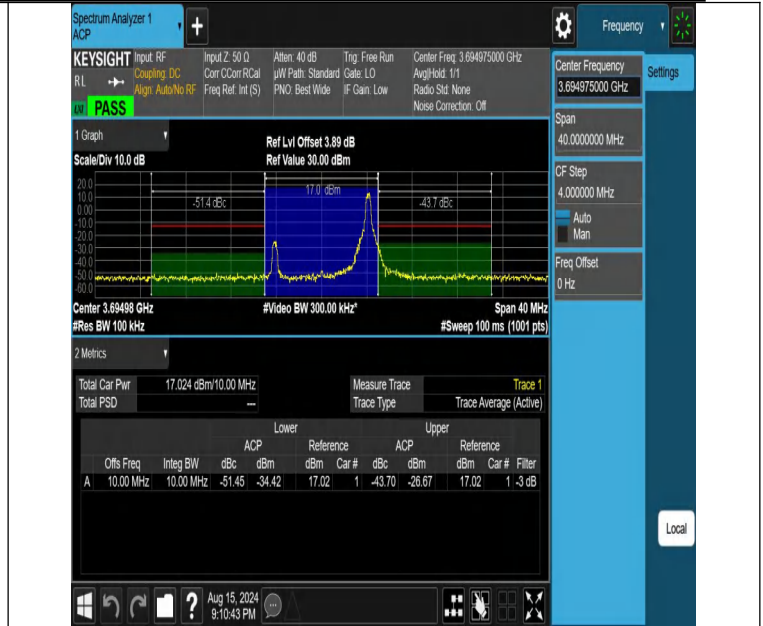 Spectrum Analyzer 1
ACP
+
Frequency
KEYSIGHT Input: RF Input Z: 50 Ω Atten: 40 dB Trig: Free Run Center Freq: 3.694975000 GHz
RL Coupling: DC Corr CCorr RCal µW Path: Standard Gate: LO Avg|Hold: 1/1
Align: Auto/No RF Freq Ref: Int (S) PNO: Best Wide IF Gain: Low Radio Std: None
PASS Noise Correction: Off
Center Frequency
3.694975000 GHz
Settings
Span
40.0000000 MHz
CF Step
4.000000 MHz
Auto
Man
Freq Offset
0 Hz
1 Graph
Ref Lvl Offset 3.89 dB
Scale/Div 10.0 dB Ref Value 30.00 dBm
20.0
10.0
0.00
-10.0
-20.0
-30.0
-40.0
-50.0
-60.0
-51.4 dBc 17.0 dBm -43.7 dBc
Center 3.69498 GHz #Video BW 300.00 kHz* Span 40 MHz
#Res BW 100 kHz #Sweep 100 ms (1001 pts)
2 Metrics
Total Car Pwr 17.024 dBm/10.00 MHz Measure Trace Trace 1
Total PSD --- Trace Type Trace Average (Active)
Lower Upper
ACP Reference ACP Reference
Offs Freq Integ BW dBc dBm dBm Car # dBc dBm dBm Car # Filter
A 10.00 MHz 10.00 MHz -51.45 -34.42 17.02 1 -43.70 -26.67 17.02 1 -3 dB
Local
? Aug 15, 2024
9:10:43 PM